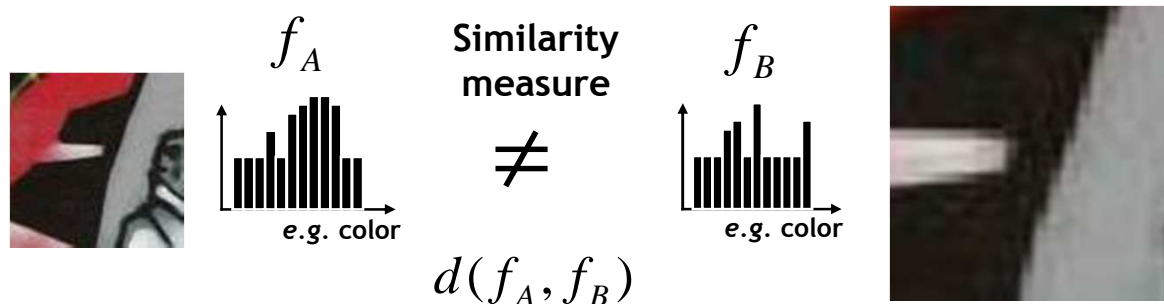 f_A
Similarity
measure
f_B
≠
e.g. color
e.g. color
d(f_A, f_B)